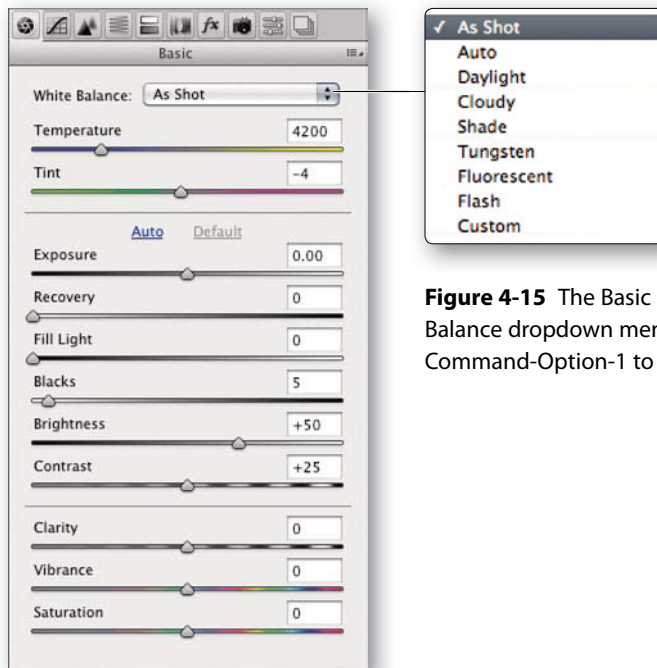 fx
Basic
White Balance: As Shot
Temperature 4200
Tint -4
Auto Default
Exposure 0.00
Recovery 0
Fill Light 0
Blacks 5
Brightness +50
Contrast +25
Clarity 0
Vibrance 0
Saturation 0
✓ As Shot
Auto
Daylight
Cloudy
Shade
Tungsten
Fluorescent
Flash
Custom
Figure 4-15 The Basic
Balance dropdown
Command-Option-1 to